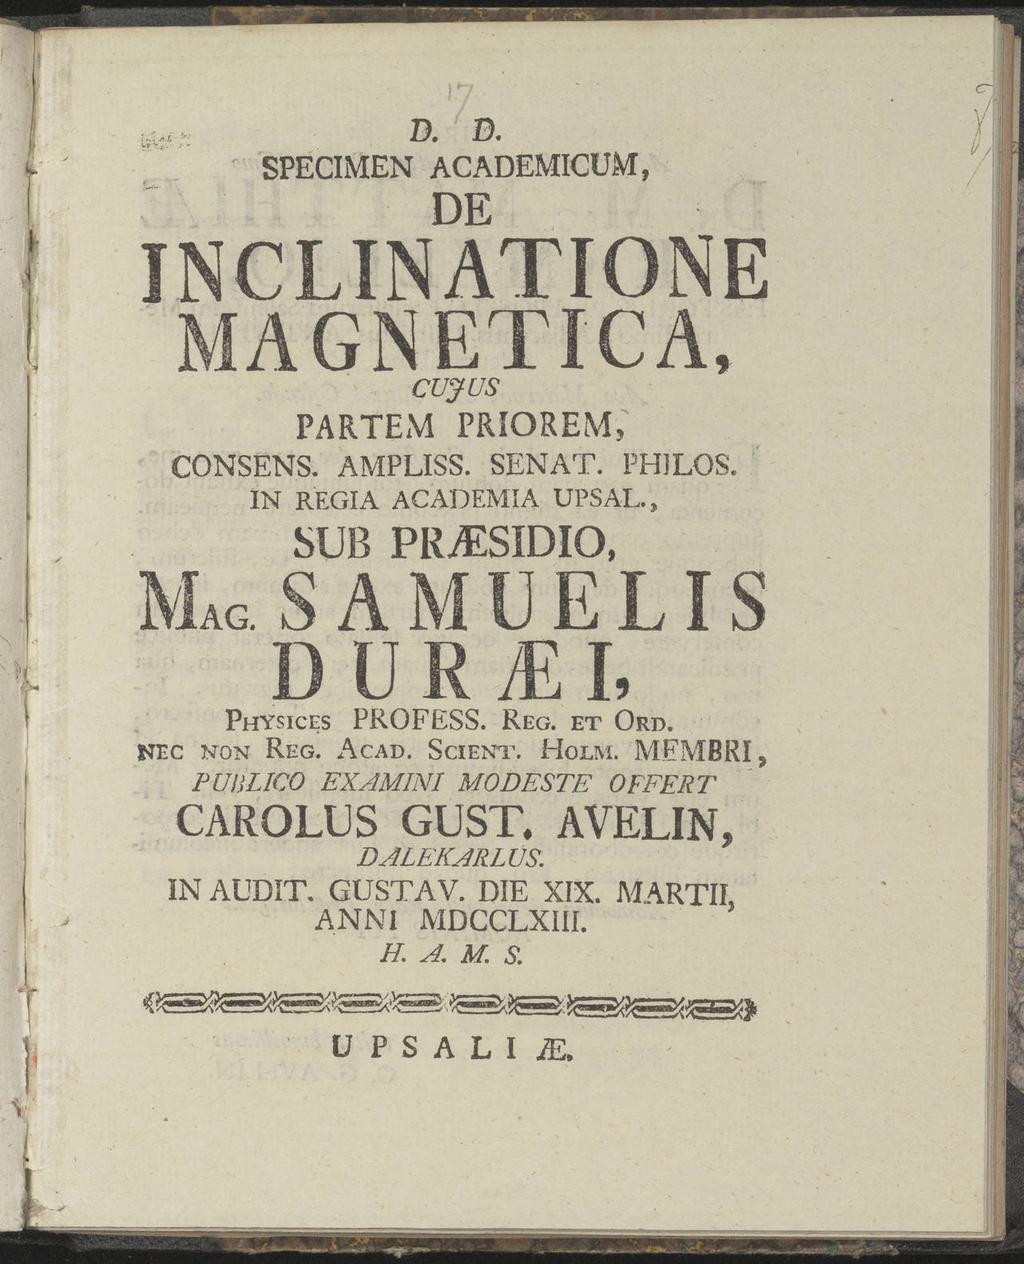 17
D. D.
SPECIMEN ACADEMICUM,
DE
INCLINATIONE
MAGNETICA,
CUJUS
PARTEM PRIOREM,
CONSENS. AMPLISS. SENAT. PHILOS.
IN REGIA ACADEMIA UPSAL.,
SUB PRÆSIDIO,
MAG. SAMUELIS
DURÆI,
PHYSICES PROFESS. REG. ET ORD.
NEC NON REG. ACAD. SCIENT. HOLM. MEMBRI,
PUBLICO EXAMINI MODESTE OFFERT
CAROLUS GUST. AVELIN,
DALEKARLUS.
IN AUDIT. GUSTAV. DIE XIX. MARTII,
ANNI MDCCLXIII.
H. A. M. S.
UPSALIÆ.